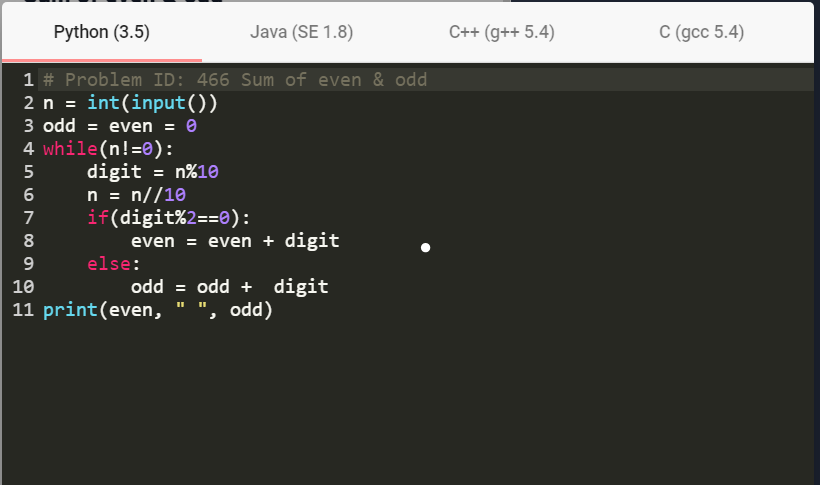 Python (3.5) Java (SE 1.8) C++ (g++ 5.4) C (gcc 5.4)
1 # Problem ID: 466 Sum of even & odd
2 n = int(input())
3 odd = even = 0
4 while(n!=0):
5     digit = n%10
6     n = n//10
7     if(digit%2==0):
8         even = even + digit
9     else:
10         odd = odd +  digit
11 print(even, " ", odd)